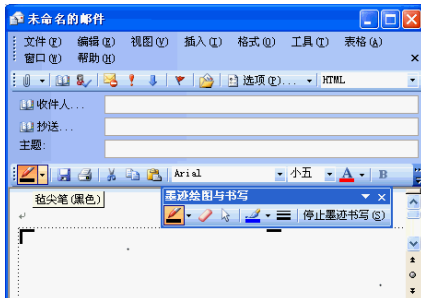 未命名的邮件
文件(F) 编辑(E) 视图(V) 插入(I) 格式(O) 工具(T) 表格(A)
窗口(W) 帮助(H)
选项(P)... HTML
收件人...
抄送...
主题:
Arial 小五 A B
毡尖笔(黑色) 墨迹绘图与书写
停止墨迹书写(S)